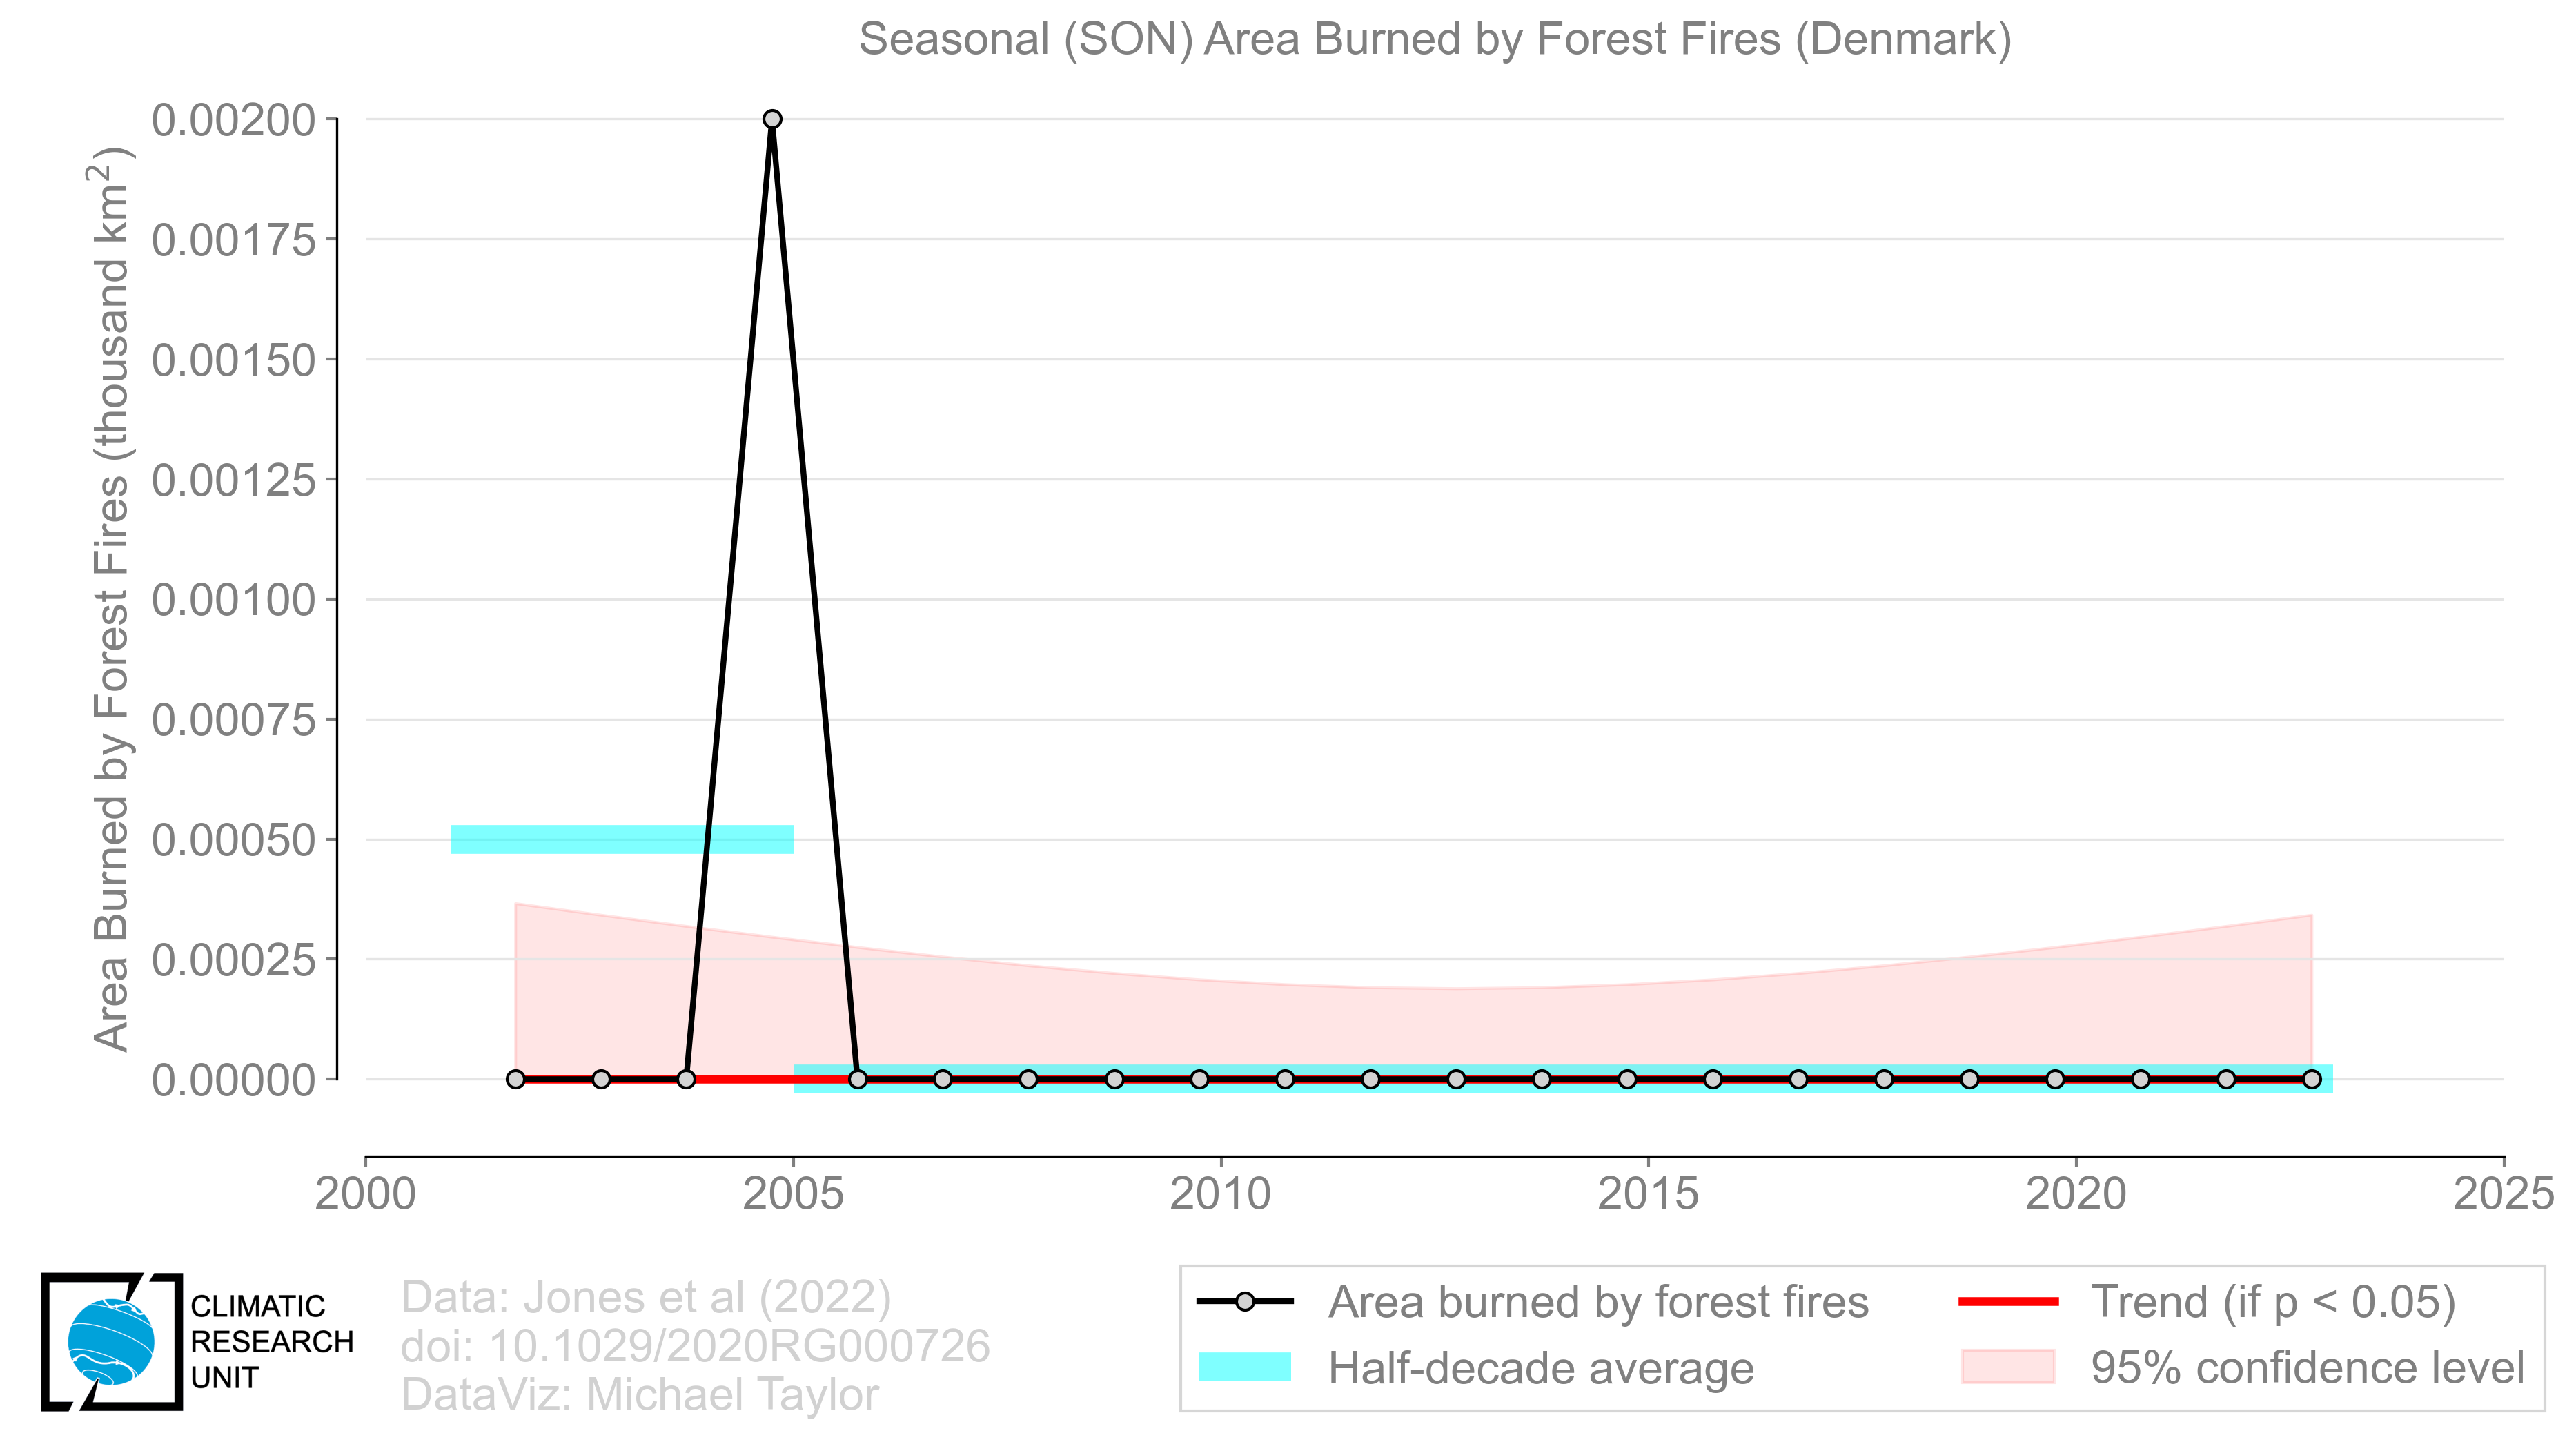 Seasonal (SON) Area Burned by Forest Fires (Denmark)
Area Burned by Forest Fires (thousand km²)
0.00200
0.00175
0.00150
0.00125
0.00100
0.00075
0.00050
0.00025
0.00000
2000 2005 2010 2015 2020 2025
CLIMATIC
RESEARCH
UNIT
Data: Jones et al (2022)
doi: 10.1029/2020RG000726
DataViz: Michael Taylor
Area burned by forest fires
Half-decade average
Trend (if p < 0.05)
95% confidence level